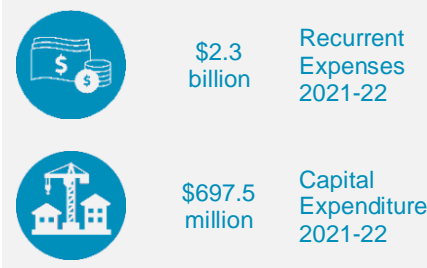 $
$
$2.3
billion
Recurrent
Expenses
2021-22
$697.5
million
Capital
Expenditure
2021-22